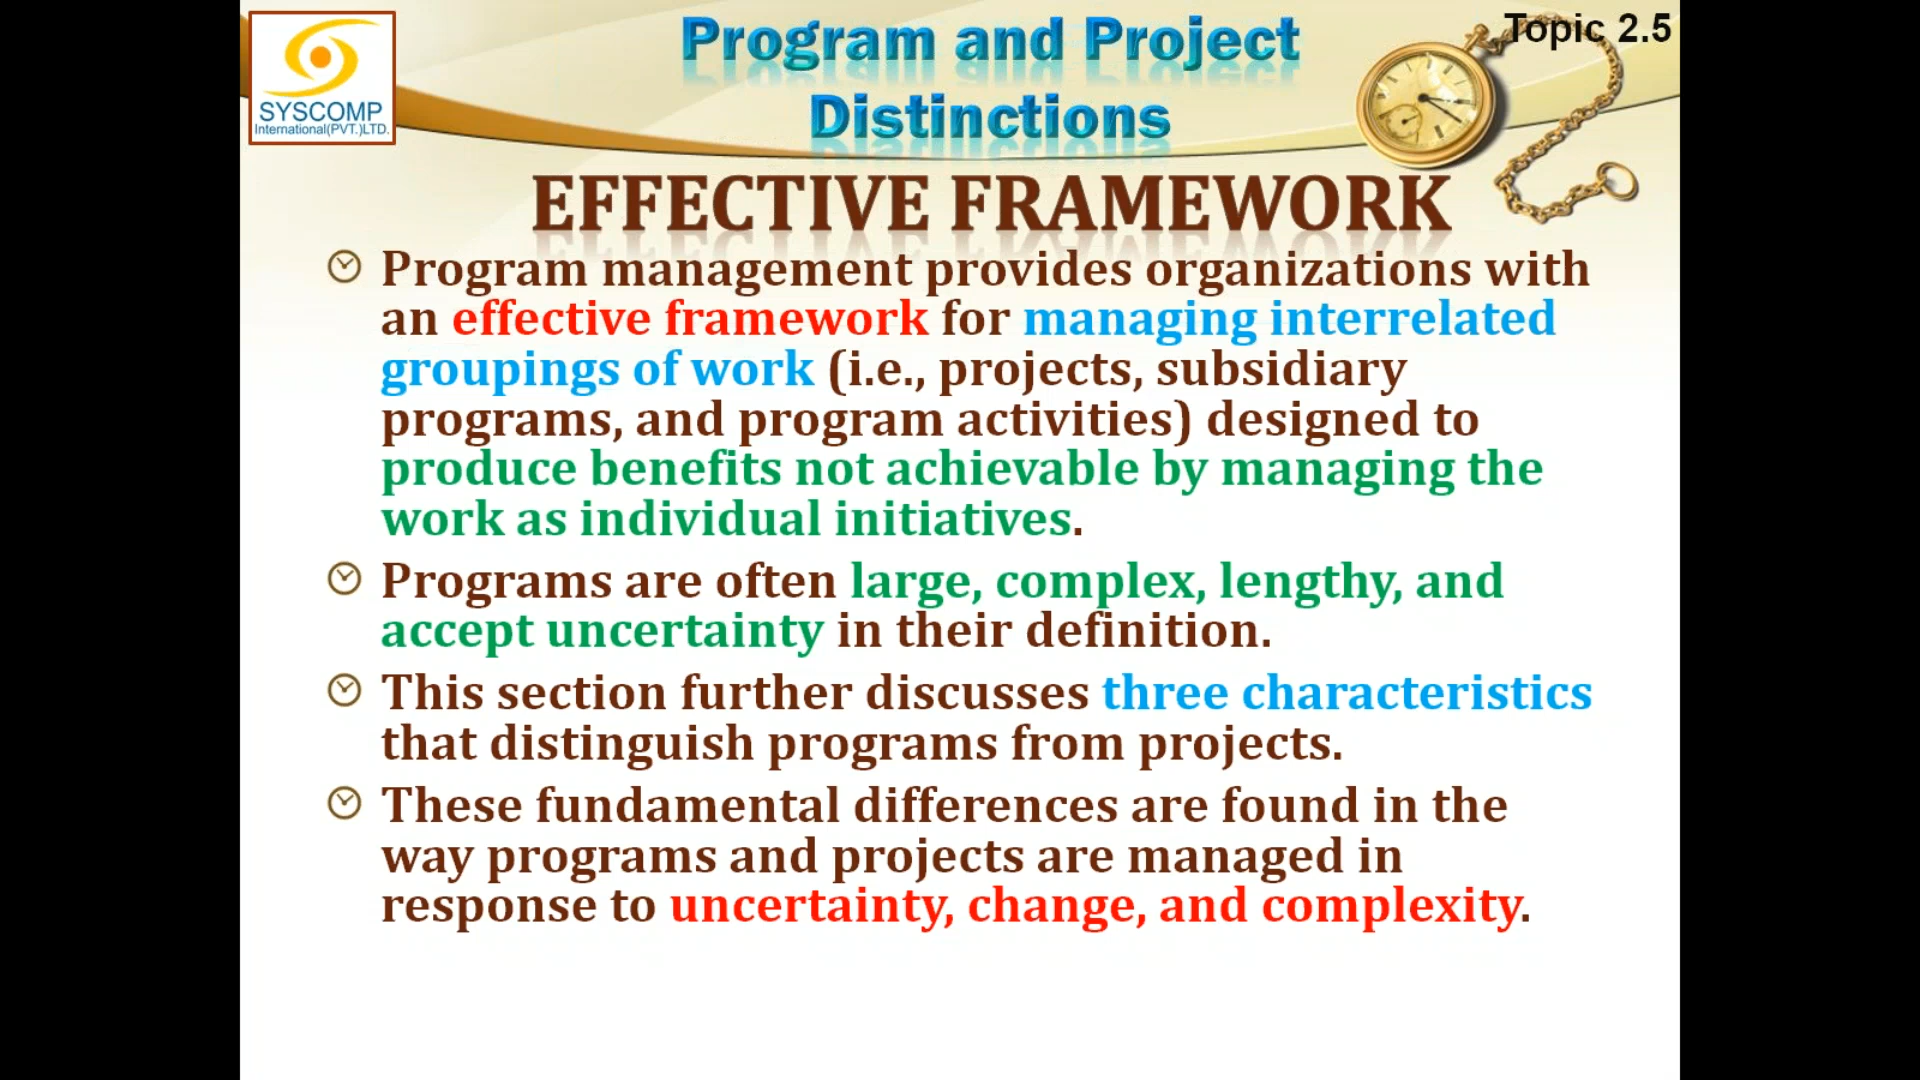 SYSCOMP
International(PVT.)LTD.
Program and Project
Distinctions
Topic 2.5
EFFECTIVE FRAMEWORK
Program management provides organizations with
an effective framework for managing interrelated
groupings of work (i.e., projects, subsidiary
programs, and program activities) designed to
produce benefits not achievable by managing the
work as individual initiatives.
Programs are often large, complex, lengthy, and
accept uncertainty in their definition.
This section further discusses three characteristics
that distinguish programs from projects.
These fundamental differences are found in the
way programs and projects are managed in
response to uncertainty, change, and complexity.